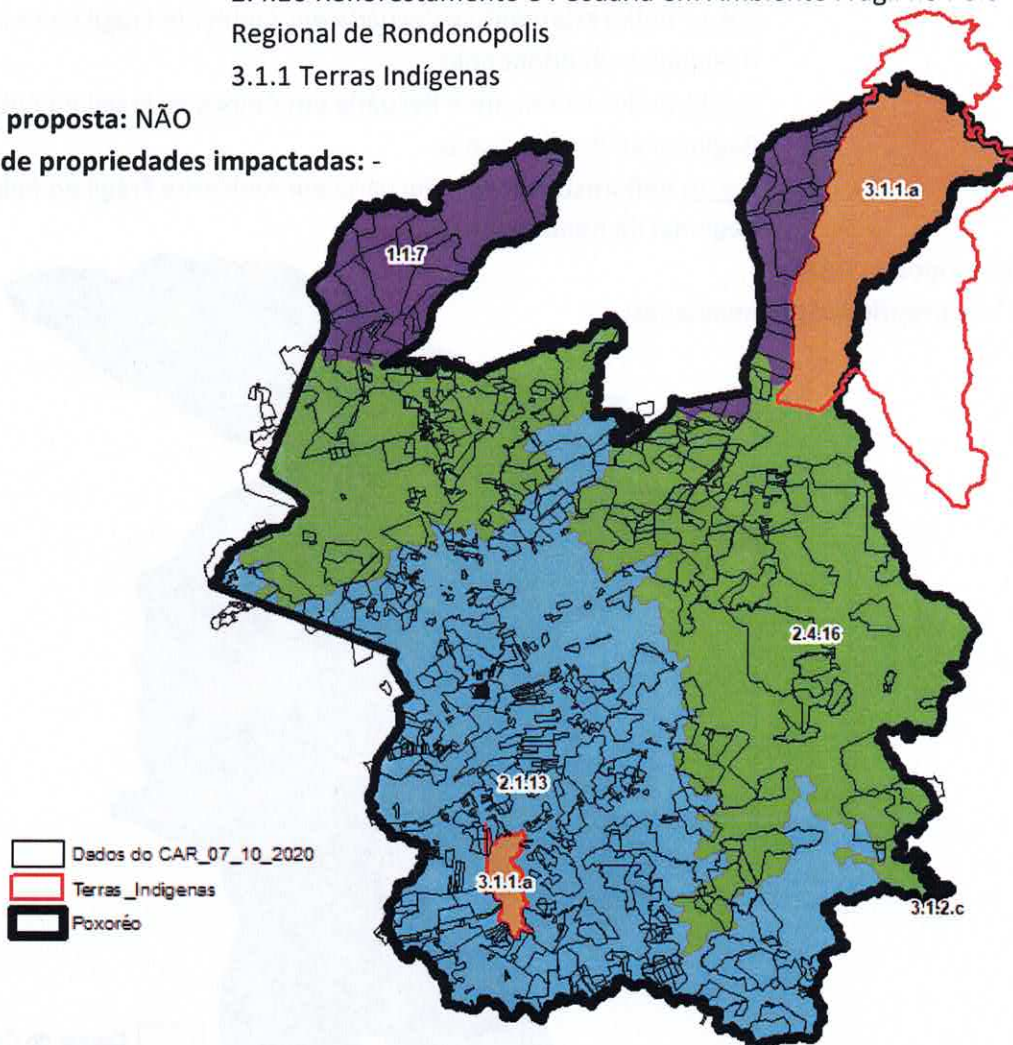 Regional de Rondonópolis
3.1.1 Terras Indígenas
proposta: NÃO
de propriedades impactadas: -
3.1.1.a
1.1.7
2.4.16
2.1.13
3.1.1.a
3.1.2.c
Dados do CAR_07_10_2020
Terras_Indigenas
Poxoréo